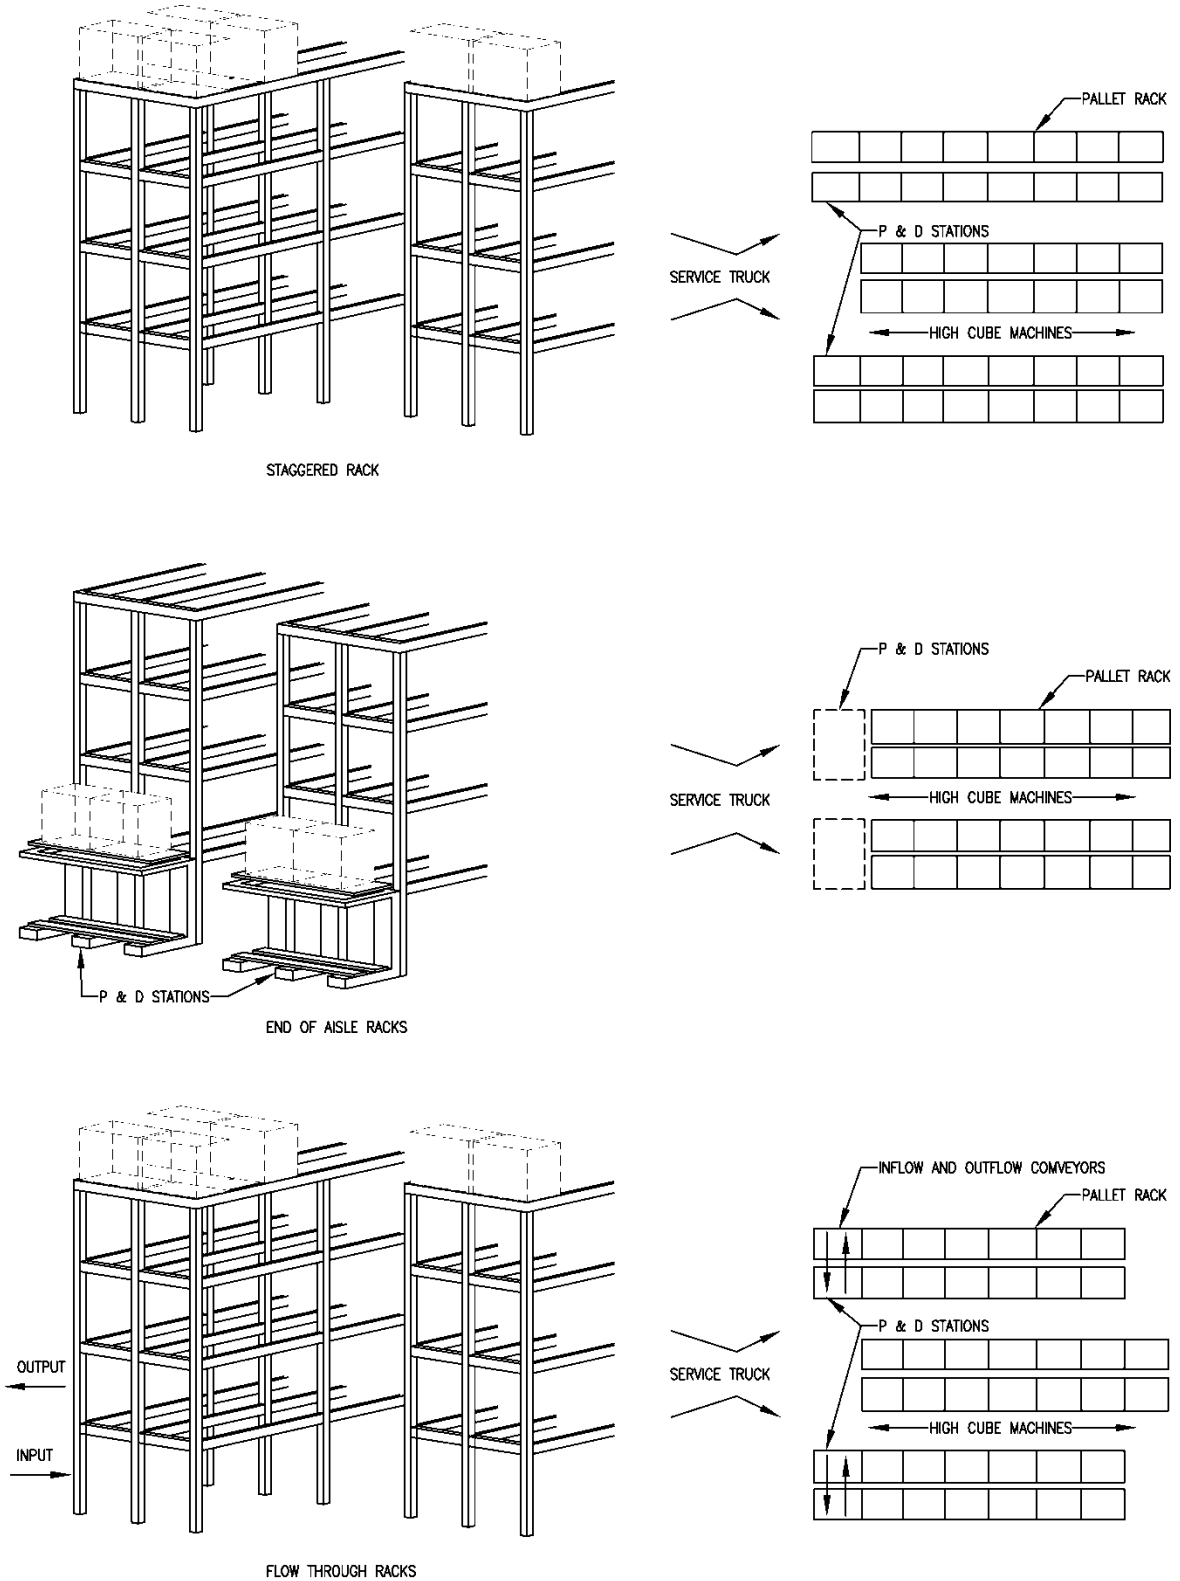 PALLET RACK
P & D STATIONS
SERVICE TRUCK
HIGH CUBE MACHINES
STAGGERED RACK
P & D STATIONS
PALLET RACK
SERVICE TRUCK
HIGH CUBE MACHINES
P & D STATIONS
END OF AISLE RACKS
INFLOW AND OUTFLOW COMVEYORS
PALLET RACK
P & D STATIONS
OUTPUT
SERVICE TRUCK
HIGH CUBE MACHINES
INPUT
FLOW THROUGH RACKS